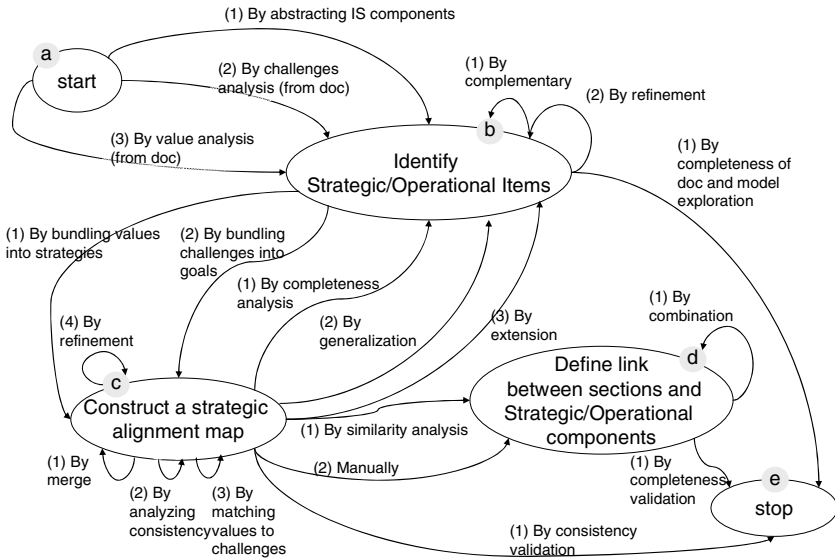 (1) By abstracting IS components
a
start
(2) By challenges
analysis (from doc)
(3) By value analysis
(from doc)
(1) By
complementary
(2) By refinement
b
Identify
Strategic/Operational Items
(1) By
completeness of
doc and model
exploration
(1) By bundling values
into strategies
(2) By bundling
challenges into
goals
(1) By completeness
analysis
(2) By
generalization
(3) By
extension
(4) By
refinement
c
Construct a strategic
alignment map
(1) By
combination
d
Define link
between sections and
Strategic/Operational
components
(1) By similarity analysis
(2) Manually
(1) By
merge
(2) By
analyzing
consistency
(3) By
matching
values to
challenges
(1) By
completeness
validation
e
stop
(1) By consistency
validation